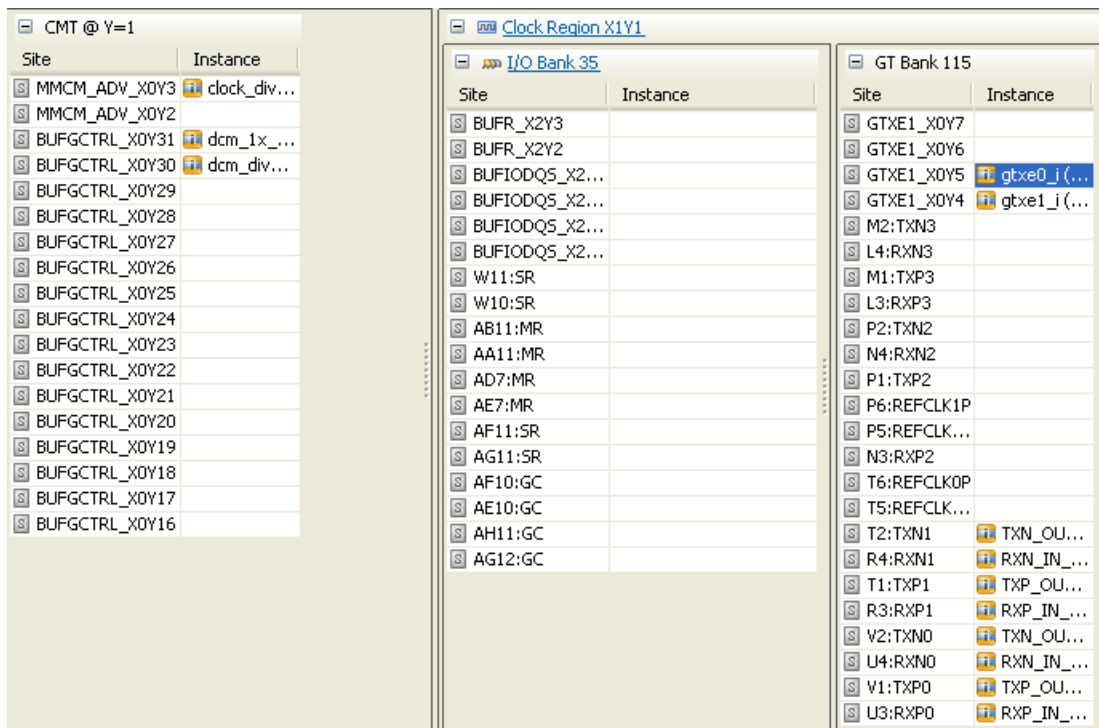 CMT @ Y=1
Site Instance
MMCM_ADV_X0Y3 clock_div...
MMCM_ADV_X0Y2
BUFGCTRL_X0Y31 dcm_1x_...
BUFGCTRL_X0Y30 dcm_div...
BUFGCTRL_X0Y29
BUFGCTRL_X0Y28
BUFGCTRL_X0Y27
BUFGCTRL_X0Y26
BUFGCTRL_X0Y25
BUFGCTRL_X0Y24
BUFGCTRL_X0Y23
BUFGCTRL_X0Y22
BUFGCTRL_X0Y21
BUFGCTRL_X0Y20
BUFGCTRL_X0Y19
BUFGCTRL_X0Y18
BUFGCTRL_X0Y17
BUFGCTRL_X0Y16
Clock Region X1Y1
I/O Bank 35
Site Instance
BUFR_X2Y3
BUFR_X2Y2
BUFIODQS_X2...
BUFIODQS_X2...
BUFIODQS_X2...
BUFIODQS_X2...
W11:SR
W10:SR
AB11:MR
AA11:MR
AD7:MR
AE7:MR
AF11:SR
AG11:SR
AF10:GC
AE10:GC
AH11:GC
AG12:GC
GT Bank 115
Site Instance
GTXE1_X0Y7
GTXE1_X0Y6
GTXE1_X0Y5 gtxe0_i (...
GTXE1_X0Y4 gtxe1_i (...
M2:TXN3
L4:RXN3
M1:TXP3
L3:RXP3
P2:TXN2
N4:RXN2
P1:TXP2
P6:REFCLK1P
P5:REFCLK...
N3:RXP2
T6:REFCLK0P
T5:REFCLK...
T2:TXN1 TXN_OU...
R4:RXN1 RXN_IN_...
T1:TXP1 TXP_OU...
R3:RXP1 RXP_IN_...
V2:TXN0 TXN_OU...
U4:RXN0 RXN_IN_...
V1:TXP0 TXP_OU...
U3:RXP0 RXP_IN_...